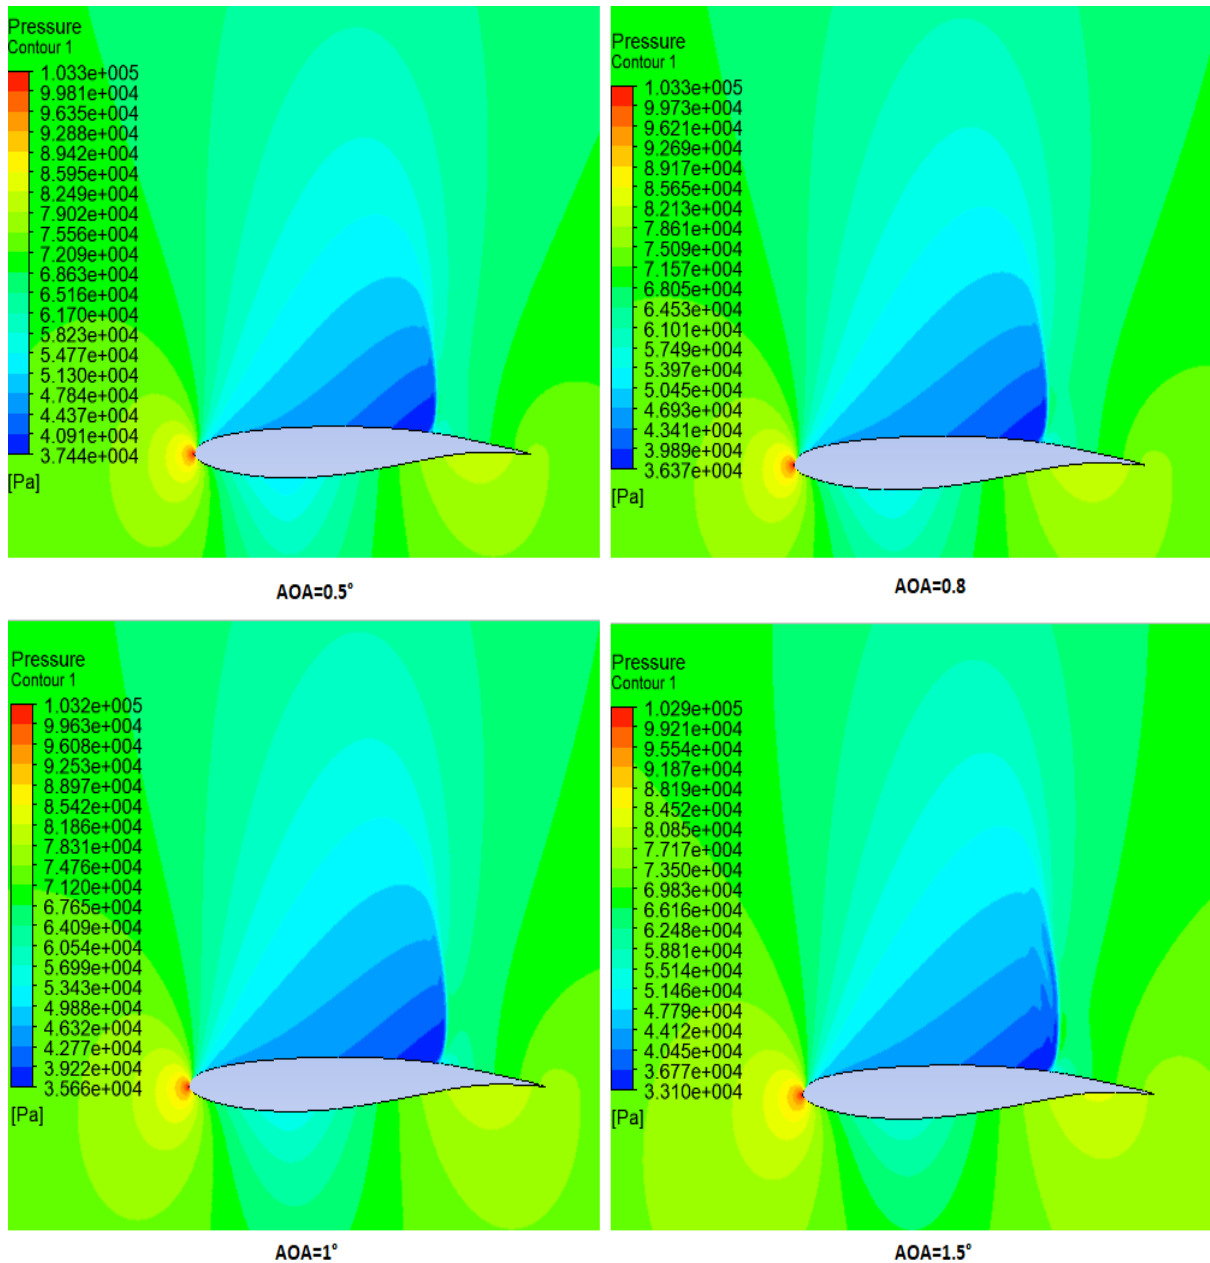 Pressure
Contour 1
1.033e+005
9.981e+004
9.635e+004
9.288e+004
8.942e+004
8.595e+004
8.249e+004
7.902e+004
7.556e+004
7.209e+004
6.863e+004
6.516e+004
6.170e+004
5.823e+004
5.477e+004
5.130e+004
4.784e+004
4.437e+004
4.091e+004
3.744e+004
[Pa]
AOA=0.5°
Pressure
Contour 1
1.033e+005
9.973e+004
9.621e+004
9.269e+004
8.917e+004
8.565e+004
8.213e+004
7.861e+004
7.509e+004
7.157e+004
6.805e+004
6.453e+004
6.101e+004
5.749e+004
5.397e+004
5.045e+004
4.693e+004
4.341e+004
3.989e+004
3.637e+004
[Pa]
AOA=0.8
Pressure
Contour 1
1.032e+005
9.963e+004
9.608e+004
9.253e+004
8.897e+004
8.542e+004
8.186e+004
7.831e+004
7.476e+004
7.120e+004
6.765e+004
6.409e+004
6.054e+004
5.699e+004
5.343e+004
4.988e+004
4.632e+004
4.277e+004
3.922e+004
3.566e+004
[Pa]
AOA=1°
Pressure
Contour 1
1.029e+005
9.921e+004
9.554e+004
9.187e+004
8.819e+004
8.452e+004
8.085e+004
7.717e+004
7.350e+004
6.983e+004
6.616e+004
6.248e+004
5.881e+004
5.514e+004
5.146e+004
4.779e+004
4.412e+004
4.045e+004
3.677e+004
3.310e+004
[Pa]
AOA=1.5°